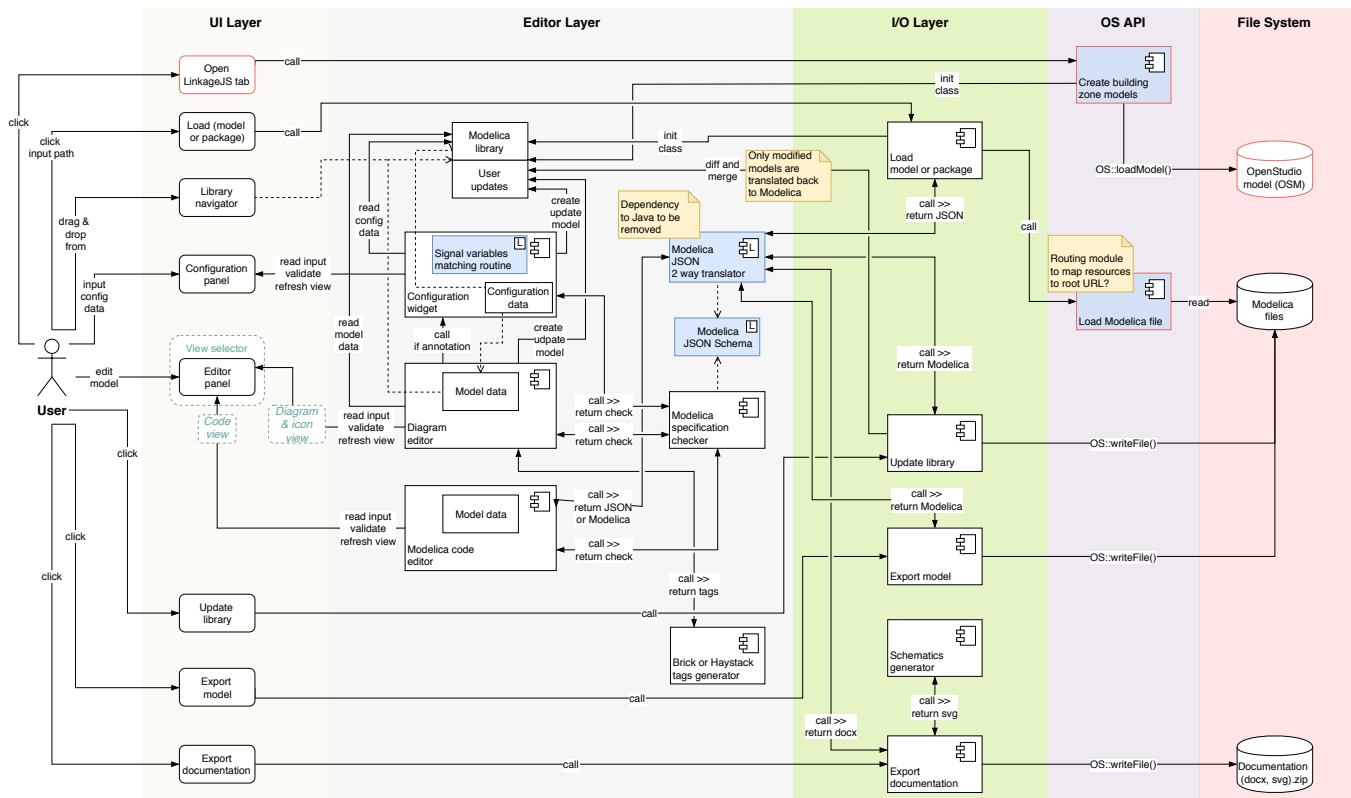 UI Layer
Editor Layer
I/O Layer
OS API
File System
Open
LinkageJS tab
call
Create building
zone models
init
class
click
Load (model
or package)
call
click
input path
Modelica
library
User
updates
init
class
Load
model or package
diff and
merge
Only modified
models are
translated back
to Modelica
OS::loadModel()
OpenStudio
model (OSM)
Library
navigator
drag &
drop
from
read
config
data
create
update
model
Dependency
to Java to be
removed
call >>
return JSON
call
Signal variables
matching routine
L
Modelica
JSON
2 way translator
L
Routing module
to map resources
to root URL?
Configuration
panel
read input
validate
refresh view
input
config
data
Configuration
widget
Configuration
data
Load Modelica file
read
Modelica
files
read
model
data
call
if annotation
create
udpate
model
Modelica
JSON Schema
L
View selector
Editor
panel
edit
model
call >>
return Modelica
User
Code
view
Diagram
& icon
view
read input
validate
refresh view
Model data
Diagram
editor
call >>
return check
call >>
return check
Modelica
specification
checker
click
Update library
OS::writeFile()
Model data
Modelica code
editor
read input
validate
refresh view
call >>
return JSON
or Modelica
call >>
return Modelica
click
call >>
return check
Export model
OS::writeFile()
click
call >>
return tags
Update
library
call
Brick or Haystack
tags generator
Schematics
generator
Export
model
call
call >>
return svg
call >>
return docx
Export
documentation
call
Export
documentation
OS::writeFile()
Documentation
(docx, svg).zip